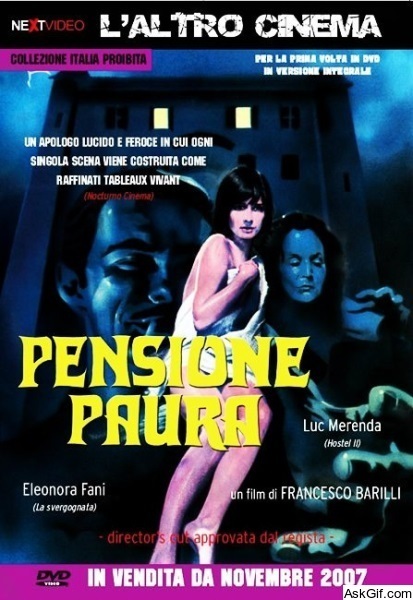 NEXTVIDEO L'ALTRO CINEMA
COLLEZIONE ITALIA PROIBITA
PER LA PRIMA VOLTA IN DVD
IN VERSIONE INTEGRALE
UN APOLOGO LUCIDO E FEROCE IN CUI OGNI
SINGOLA SCENA VIENE COSTRUITA COME
RAFFINATI TABLEAUX VIVANT
(Nocturno Cinema)
PENSIONE
PAURA
Luc Merenda
(Hostel II)
Eleonora Fani
(La svergognata)
un film di FRANCESCO BARILLI
- director's cut approvata dal regista -
DVD
VIDEO
IN VENDITA DA NOVEMBRE 2007
AskGif.com